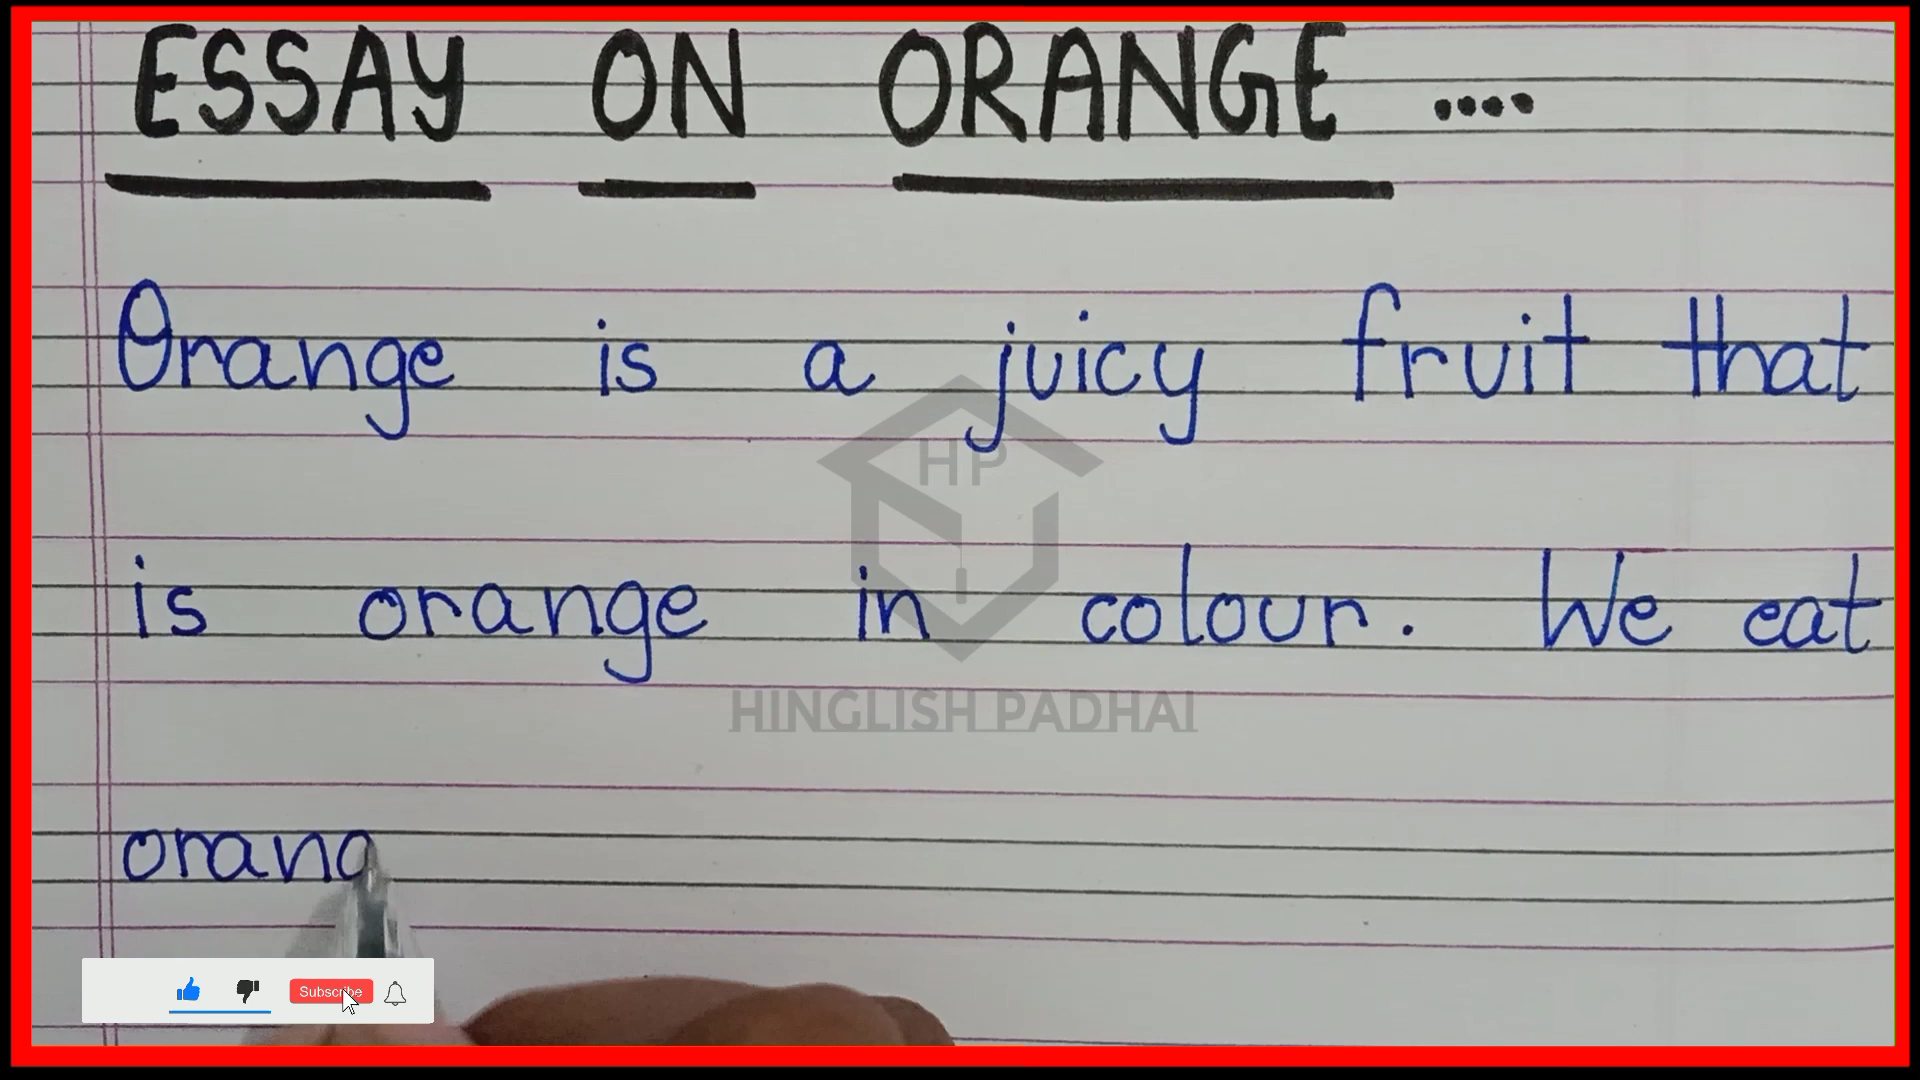 ESSAY ON ORANGE ....
Orange is a juicy fruit that
HP
is orange in colour. We eat
HINGLISH PADHAI
orang
Subscribe